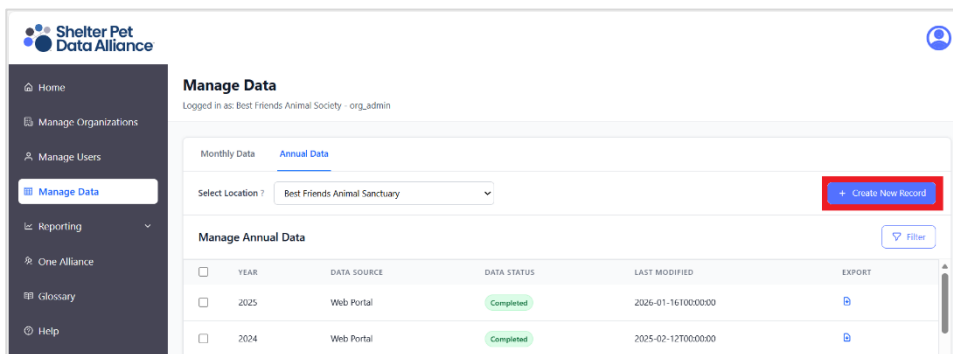 Shelter Pet
Data Alliance
Home
Manage Organizations
Manage Users
Manage Data
Reporting
One Alliance
Glossary
Help
Manage Data
Logged in as: Best Friends Animal Society - org_admin
Monthly Data Annual Data
Select Location ? Best Friends Animal Sanctuary
+ Create New Record
Manage Annual Data
Filter
YEAR DATA SOURCE DATA STATUS LAST MODIFIED EXPORT
2025 Web Portal Completed 2026-01-16T00:00:00
2024 Web Portal Completed 2025-02-12T00:00:00